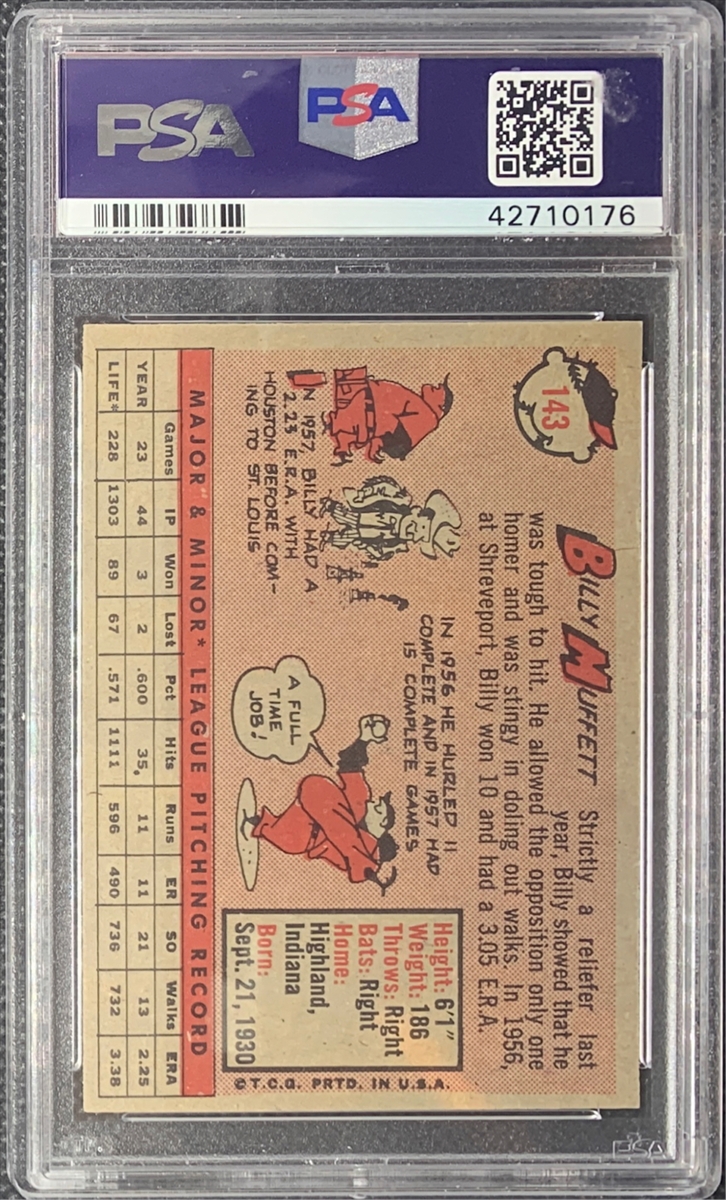 PSA
PSA
42710176
143
BILLY MUFFETT
Strictly a reliefer last
year, Billy showed that he
was tough to hit. He allowed the opposition only one
homer and was stingy in doling out walks. In 1956,
at Shreveport, Billy won 10 and had a 3.05 E.R.A.
IN 1957, BILLY HAD A
2.23 E.R.A. WITH
HOUSTON BEFORE COM-
ING TO ST. LOUIS
IN 1956 HE HURLED 11
COMPLETE AND IN 1957 HAD
15 COMPLETE GAMES
A FULL
TIME
JOB!
Height: 6'1"
Weight: 186
Throws: Right
Bats: Right
Home:
Highland,
Indiana
Born:
Sept. 21, 1930
©T.C.G. PRTD. IN U.S.A.
MAJOR & MINOR* LEAGUE PITCHING RECORD
Games IP Won Lost Pct Hits Runs ER SO Walks ERA
YEAR 23 44 3 2 .600 35 11 11 21 13 2.25
LIFE* 228 1303 89 67 .571 1111 596 490 736 732 3.38
PSA